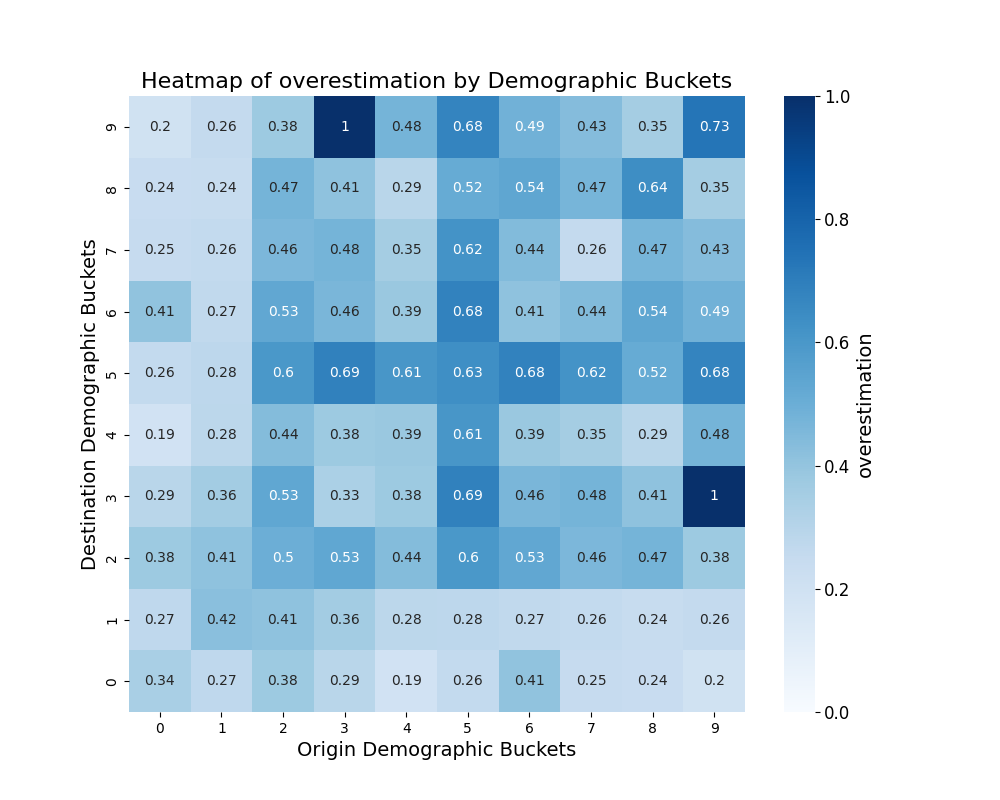 Heatmap of overestimation by Demographic Buckets
9 0.2 0.26 0.38 1 0.48 0.68 0.49 0.43 0.35 0.73
8 0.24 0.24 0.47 0.41 0.29 0.52 0.54 0.47 0.64 0.35
7 0.25 0.26 0.46 0.48 0.35 0.62 0.44 0.26 0.47 0.43
6 0.41 0.27 0.53 0.46 0.39 0.68 0.41 0.44 0.54 0.49
5 0.26 0.28 0.6 0.69 0.61 0.63 0.68 0.62 0.52 0.68
4 0.19 0.28 0.44 0.38 0.39 0.61 0.39 0.35 0.29 0.48
3 0.29 0.36 0.53 0.33 0.38 0.69 0.46 0.48 0.41 1
2 0.38 0.41 0.5 0.53 0.44 0.6 0.53 0.46 0.47 0.38
1 0.27 0.42 0.41 0.36 0.28 0.28 0.27 0.26 0.24 0.26
0 0.34 0.27 0.38 0.29 0.19 0.26 0.41 0.25 0.24 0.2
0 1 2 3 4 5 6 7 8 9
Origin Demographic Buckets
Destination Demographic Buckets
1.0
0.8
0.6
0.4
0.2
0.0
overestimation